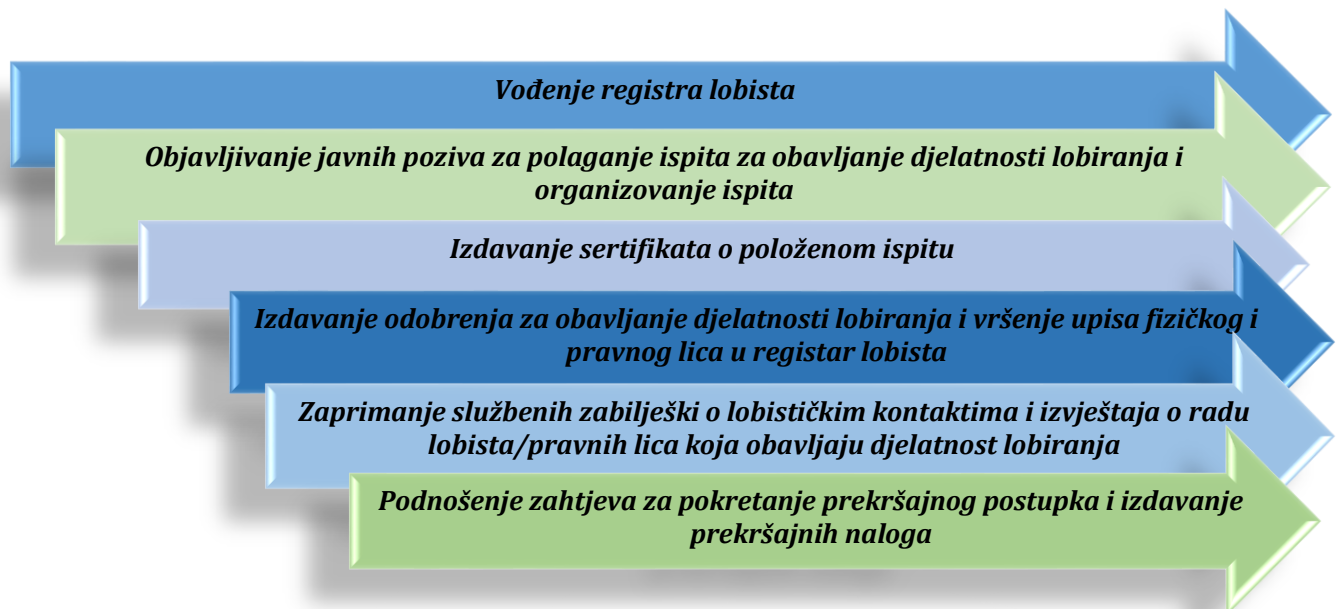 Vođenje registra lobista
Objavljivanje javnih poziva za polaganje ispita za obavljanje djelatnosti lobiranja i
organizovanje ispita
Izdavanje sertifikata o položenom ispitu
Izdavanje odobrenja za obavljanje djelatnosti lobiranja i vršenje upisa fizičkog i
pravnog lica u registar lobista
Zaprimanje službenih zabilješki o lobističkim kontaktima i izvještaja o radu
lobista/pravnih lica koja obavljaju djelatnost lobiranja
Podnošenje zahtjeva za pokretanje prekršajnog postupka i izdavanje
prekršajnih naloga